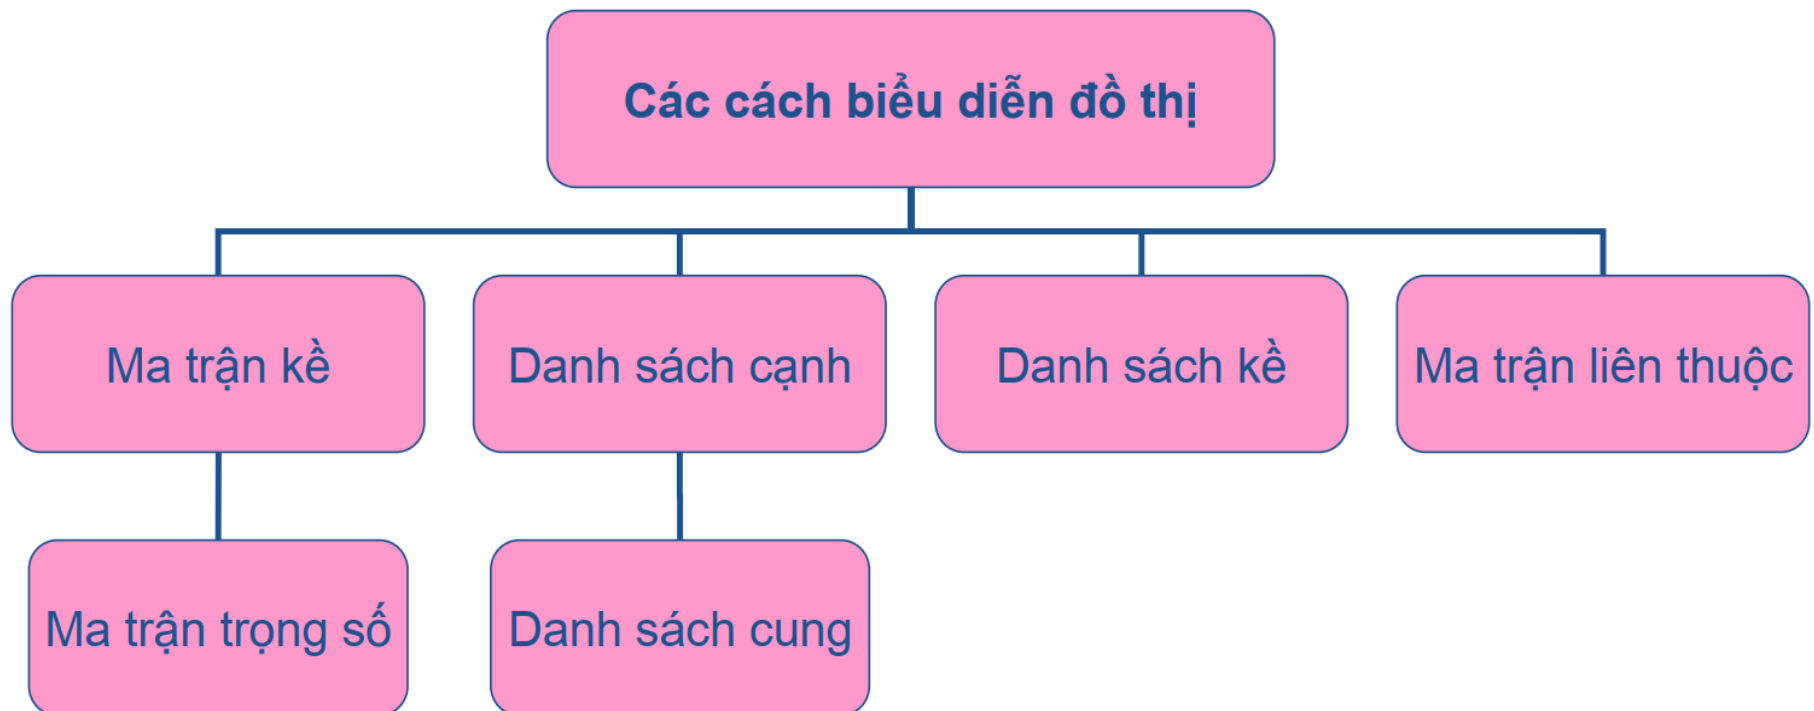 Các cách biểu diễn đồ thị
Ma trận kề
Danh sách cạnh
Danh sách kề
Ma trận liên thuộc
Ma trận trọng số
Danh sách cung